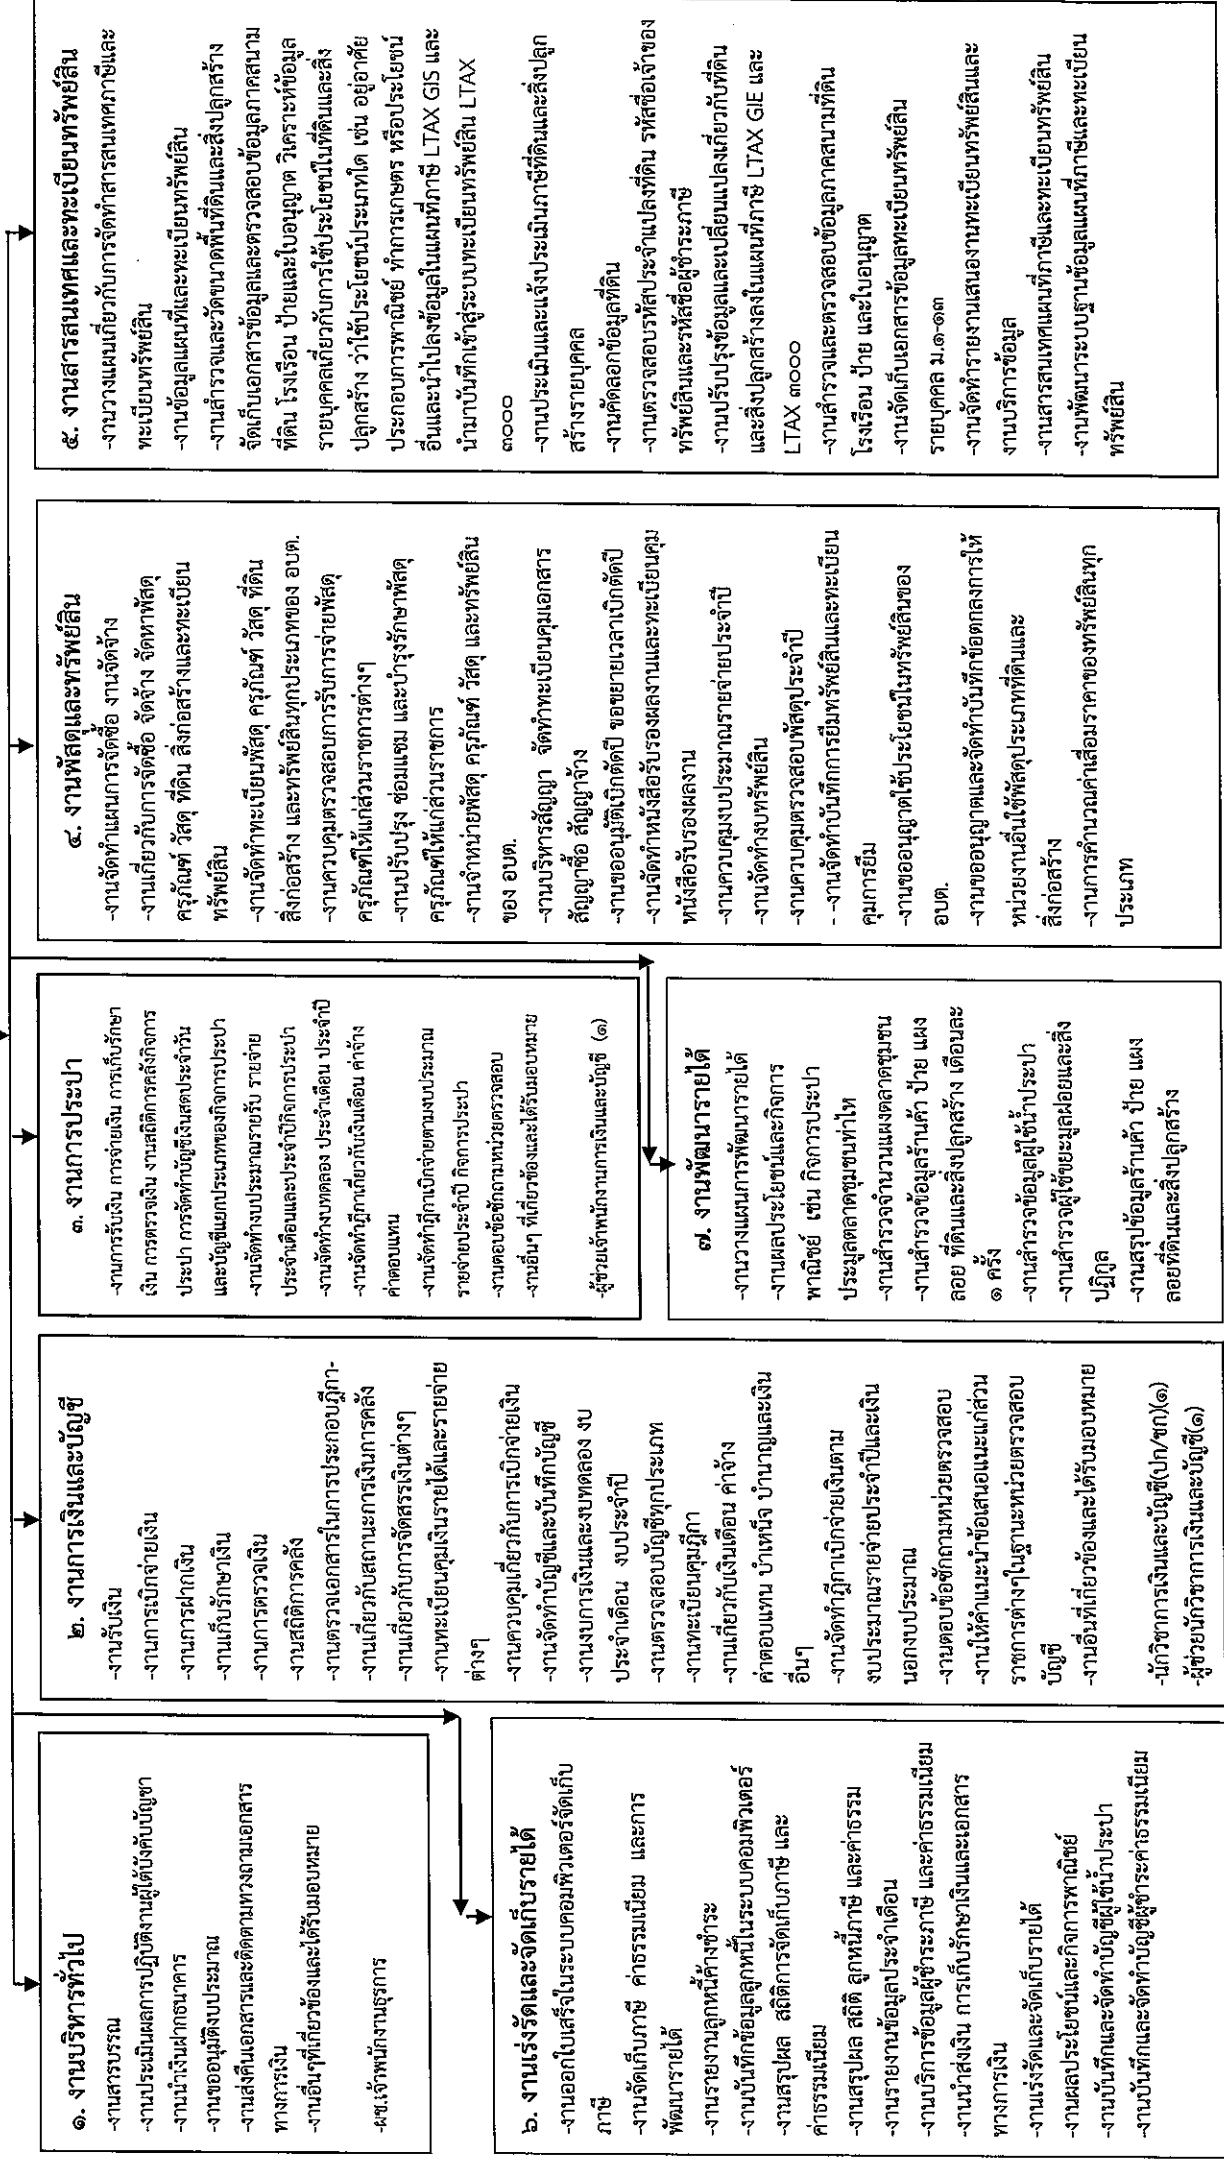 ๑. งานบริหารทั่วไป
-งานสารบรรณ
-งานประเมินผลการปฏิบัติงานผู้ใต้บังคับบัญชา
-งานนำเงินฝากธนาคาร
-งานขออนุมัติงบประมาณ
-งานส่งคืนเอกสารและติดตามทวงถามเอกสาร
ทางการเงิน
-งานอื่นๆที่เกี่ยวข้องและได้รับมอบหมาย
-ผช.เจ้าพนักงานธุรการ
๒. งานการเงินและบัญชี
-งานรับเงิน
-งานการเบิกจ่ายเงิน
-งานการฝากเงิน
-งานเก็บรักษาเงิน
-งานการตรวจเงิน
-งานสถิติการคลัง
-งานตรวจเอกสารในการประกอบฎีกา-
-งานเกี่ยวกับสถานะการเงินการคลัง
-งานเกี่ยวกับการจัดสรรเงินต่างๆ
-งานทะเบียนคุมเงินรายได้และรายจ่าย
ต่างๆ
-งานควบคุมเกี่ยวกับการเบิกจ่ายเงิน
-งานจัดทำบัญชีและบันทึกบัญชี
-งานงบการเงินและงบทดลอง งบ
ประจำเดือน งบประจำปี
-งานตรวจสอบบัญชีทุกประเภท
-งานทะเบียนคุมฎีกา
-งานเกี่ยวกับเงินเดือน ค่าจ้าง
ค่าตอบแทน บำเหน็จ บำนาญและเงิน
อื่นๆ
-งานจัดทำฎีกาเบิกจ่ายเงินตาม
งบประมาณรายจ่ายประจำปีและเงิน
นอกงบประมาณ
-งานตอบข้อซักถามหน่วยตรวจสอบ
-งานให้คำแนะนำข้อเสนอแนะแก่ส่วน
ราชการต่างๆในฐานะหน่วยตรวจสอบ
บัญชี
-งานอื่นที่เกี่ยวข้องและได้รับมอบหมาย
-นักวิชาการเงินและบัญชี(ปก/ชก)(๑)
-ผู้ช่วยนักวิชาการเงินและบัญชี(๑)
๓. งานการประปา
-งานการรับเงิน การจ่ายเงิน การเก็บรักษา
เงิน การตรวจเงิน งานสถิติการคลังกิจการ
ประปา การจัดทำบัญชีเงินสดประจำวัน
และบัญชีแยกประเภทของกิจการประปา
-งานจัดทำงบประมาณรายรับ รายจ่าย
ประจำเดือนและประจำปีกิจการประปา
-งานจัดทำงบทดลอง ประจำเดือน ประจำปี
-งานจัดทำฎีกาเกี่ยวกับเงินเดือน ค่าจ้าง
ค่าตอบแทน
-งานจัดทำฎีกาเบิกจ่ายตามงบประมาณ
รายจ่ายประจำปี กิจการประปา
-งานตอบข้อซักถามหน่วยตรวจสอบ
-งานอื่นๆ ที่เกี่ยวข้องและได้รับมอบหมาย
-ผู้ช่วยเจ้าพนักงานการเงินและบัญชี (๑)
๔. งานพัสดุและทรัพย์สิน
-งานจัดทำแผนการจัดซื้อ งานจัดจ้าง
-งานเกี่ยวกับการจัดซื้อ จัดจ้าง จัดหาพัสดุ
ครุภัณฑ์ วัสดุ ที่ดิน สิ่งก่อสร้างและทะเบียน
ทรัพย์สิน
-งานจัดทำทะเบียนพัสดุ ครุภัณฑ์ วัสดุ ที่ดิน
สิ่งก่อสร้าง และทรัพย์สินทุกประเภทของ อบต.
-งานควบคุมตรวจสอบการรับการจ่ายพัสดุ
ครุภัณฑ์ให้แก่ส่วนราชการต่างๆ
-งานปรับปรุง ซ่อมแซม และบำรุงรักษาพัสดุ
ครุภัณฑ์ให้แก่ส่วนราชการ
-งานจำหน่ายพัสดุ ครุภัณฑ์ วัสดุ และทรัพย์สิน
ของ อบต.
-งานบริหารสัญญา จัดทำทะเบียนคุมเอกสาร
สัญญาซื้อ สัญญาจ้าง
-งานขออนุมัติเบิกตัดปี ขอขยายเวลาเบิกตัดปี
-งานจัดทำหนังสือรับรองผลงานและทะเบียนคุม
หนังสือรับรองผลงาน
-งานควบคุมงบประมาณรายจ่ายประจำปี
-งานจัดทำงบทรัพย์สิน
-งานควบคุมตรวจสอบพัสดุประจำปี
- -งานจัดทำบันทึกการยืมทรัพย์สินและทะเบียน
คุมการยืม
-งานขออนุญาตใช้ประโยชน์ในทรัพย์สินของ
อบต.
-งานขออนุญาตและจัดทำบันทึกข้อตกลงการให้
หน่วยงานอื่นใช้พัสดุประเภทที่ดินและ
สิ่งก่อสร้าง
-งานการคำนวณค่าเสื่อมราคาของทรัพย์สินทุก
ประเภท
๕. งานสารสนเทศและทะเบียนทรัพย์สิน
-งานวางแผนเกี่ยวกับการจัดทำสารสนเทศภาษีและ
ทะเบียนทรัพย์สิน
-งานข้อมูลแผนที่และทะเบียนทรัพย์สิน
-งานสำรวจและวัดขนาดพื้นที่ดินและสิ่งปลูกสร้าง
จัดเก็บเอกสารข้อมูลและตรวจสอบข้อมูลภาคสนาม
ที่ดิน โรงเรือน ป้ายและใบอนุญาต วิเคราะห์ข้อมูล
รายบุคคลเกี่ยวกับการใช้ประโยชน์ในที่ดินและสิ่ง
ปลูกสร้าง ว่าใช้ประโยชน์ประเภทใด เช่น อยู่อาศัย
ประกอบการพาณิชย์ ทำการเกษตร หรือประโยชน์
อื่นและนำไปลงข้อมูลในแผนที่ภาษี LTAX GIS และ
นำมาบันทึกเข้าสู่ระบบทะเบียนทรัพย์สิน LTAX
๓๐๐๐
-งานประเมินและแจ้งประเมินภาษีที่ดินและสิ่งปลูก
สร้างรายบุคคล
-งานคัดลอกข้อมูลที่ดิน
-งานตรวจสอบรหัสประจำแปลงที่ดิน รหัสชื่อเจ้าของ
ทรัพย์สินและรหัสชื่อผู้ชำระภาษี
-งานปรับปรุงข้อมูลและเปลี่ยนแปลงเกี่ยวกับที่ดิน
และสิ่งปลูกสร้างลงในแผนที่ภาษี LTAX GIE และ
LTAX ๓๐๐๐
-งานสำรวจและตรวจสอบข้อมูลภาคสนามที่ดิน
โรงเรือน ป้าย และใบอนุญาต
-งานจัดเก็บเอกสารข้อมูลทะเบียนทรัพย์สิน
รายบุคคล ม.๑-๑๓
-งานจัดทำรายงานเสนองานทะเบียนทรัพย์สินและ
งานบริการข้อมูล
-งานสารสนเทศแผนที่ภาษีและทะเบียนทรัพย์สิน
-งานพัฒนาระบบฐานข้อมูลแผนที่ภาษีและทะเบียน
ทรัพย์สิน
๖. งานเร่งรัดและจัดเก็บรายได้
-งานออกใบเสร็จในระบบคอมพิวเตอร์จัดเก็บ
ภาษี
-งานจัดเก็บภาษี ค่าธรรมเนียม และการ
พัฒนารายได้
-งานรายงานลูกหนี้ค้างชำระ
-งานบันทึกข้อมูลลูกหนี้ในระบบคอมพิวเตอร์
-งานสรุปผล สถิติการจัดเก็บภาษี และ
ค่าธรรมเนียม
-งานสรุปผล สถิติ ลูกหนี้ภาษี และค่าธรรม
-งานรายงานข้อมูลประจำเดือน
-งานบริการข้อมูลผู้ชำระภาษี และค่าธรรมเนียม
-งานนำส่งเงิน การเก็บรักษาเงินและเอกสาร
ทางการเงิน
-งานเร่งรัดและจัดเก็บรายได้
-งานผลประโยชน์และกิจการพาณิชย์
-งานบันทึกและจัดทำบัญชีผู้ใช้น้ำประปา
-งานบันทึกและจัดทำบัญชีผู้ชำระค่าธรรมเนียม
๗. งานพัฒนารายได้
-งานวางแผนการพัฒนารายได้
-งานผลประโยชน์และกิจการ
พาณิชย์ เช่น กิจการประปา
ประมูลตลาดชุมชนท่าไห
-งานสำรวจจำนวนแผงตลาดชุมชน
-งานสำรวจข้อมูลร้านค้า ป้าย แผง
ลอย ที่ดินและสิ่งปลูกสร้าง เดือนละ
๑ ครั้ง
-งานสำรวจข้อมูลผู้ใช้น้ำประปา
-งานสำรวจผู้ใช้ขยะมูลฝอยและสิ่ง
ปฏิกูล
-งานสรุปข้อมูลร้านค้า ป้าย แผง
ลอยที่ดินและสิ่งปลูกสร้าง